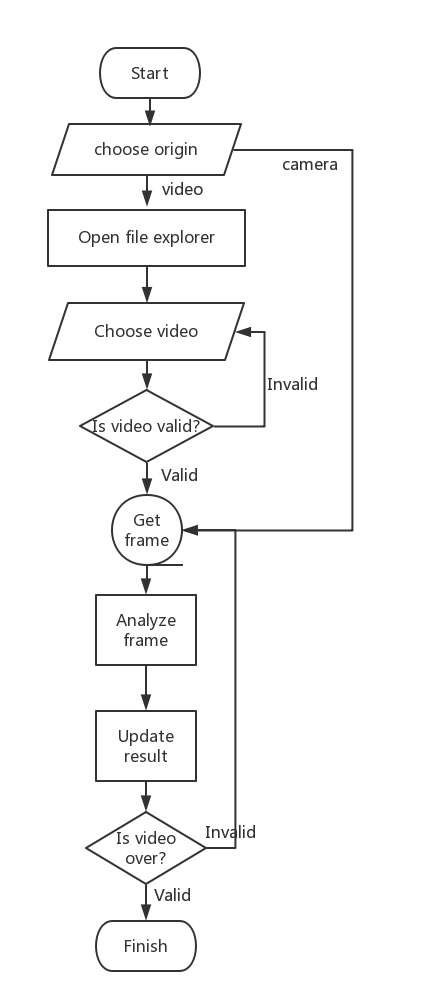 Start
choose origin
camera
video
Open file explorer
Choose video
Invalid
Is video valid?
Valid
Get
frame
Analyze
frame
Update
result
Is video
over?
Invalid
Valid
Finish